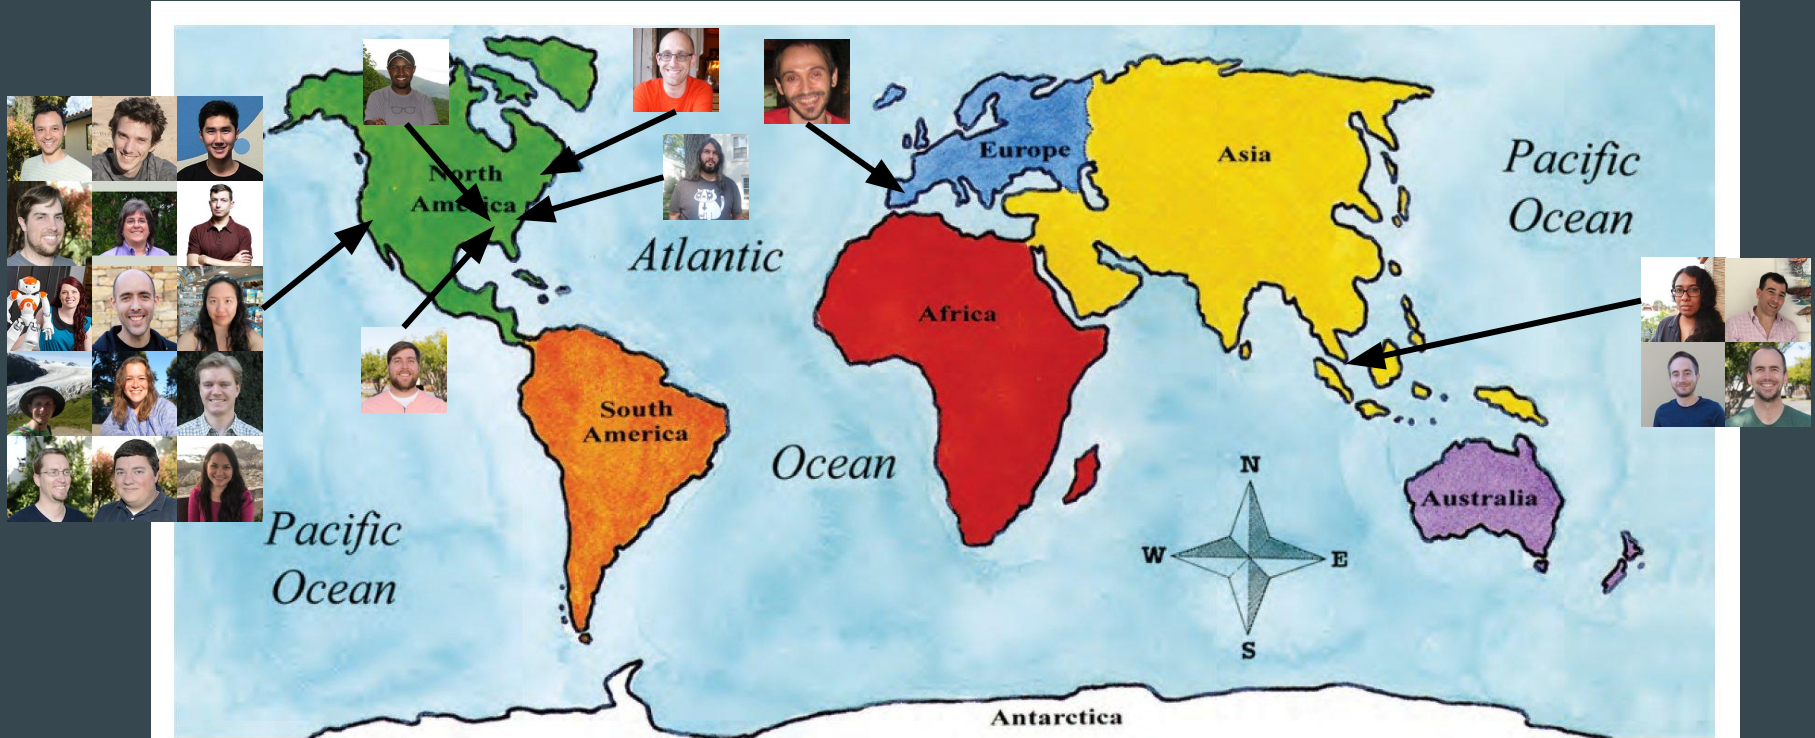 North
America
Europe
Asia
Pacific
Ocean
Atlantic
Africa
South
America
Ocean
Australia
N
W
E
S
Pacific
Ocean
Antarctica